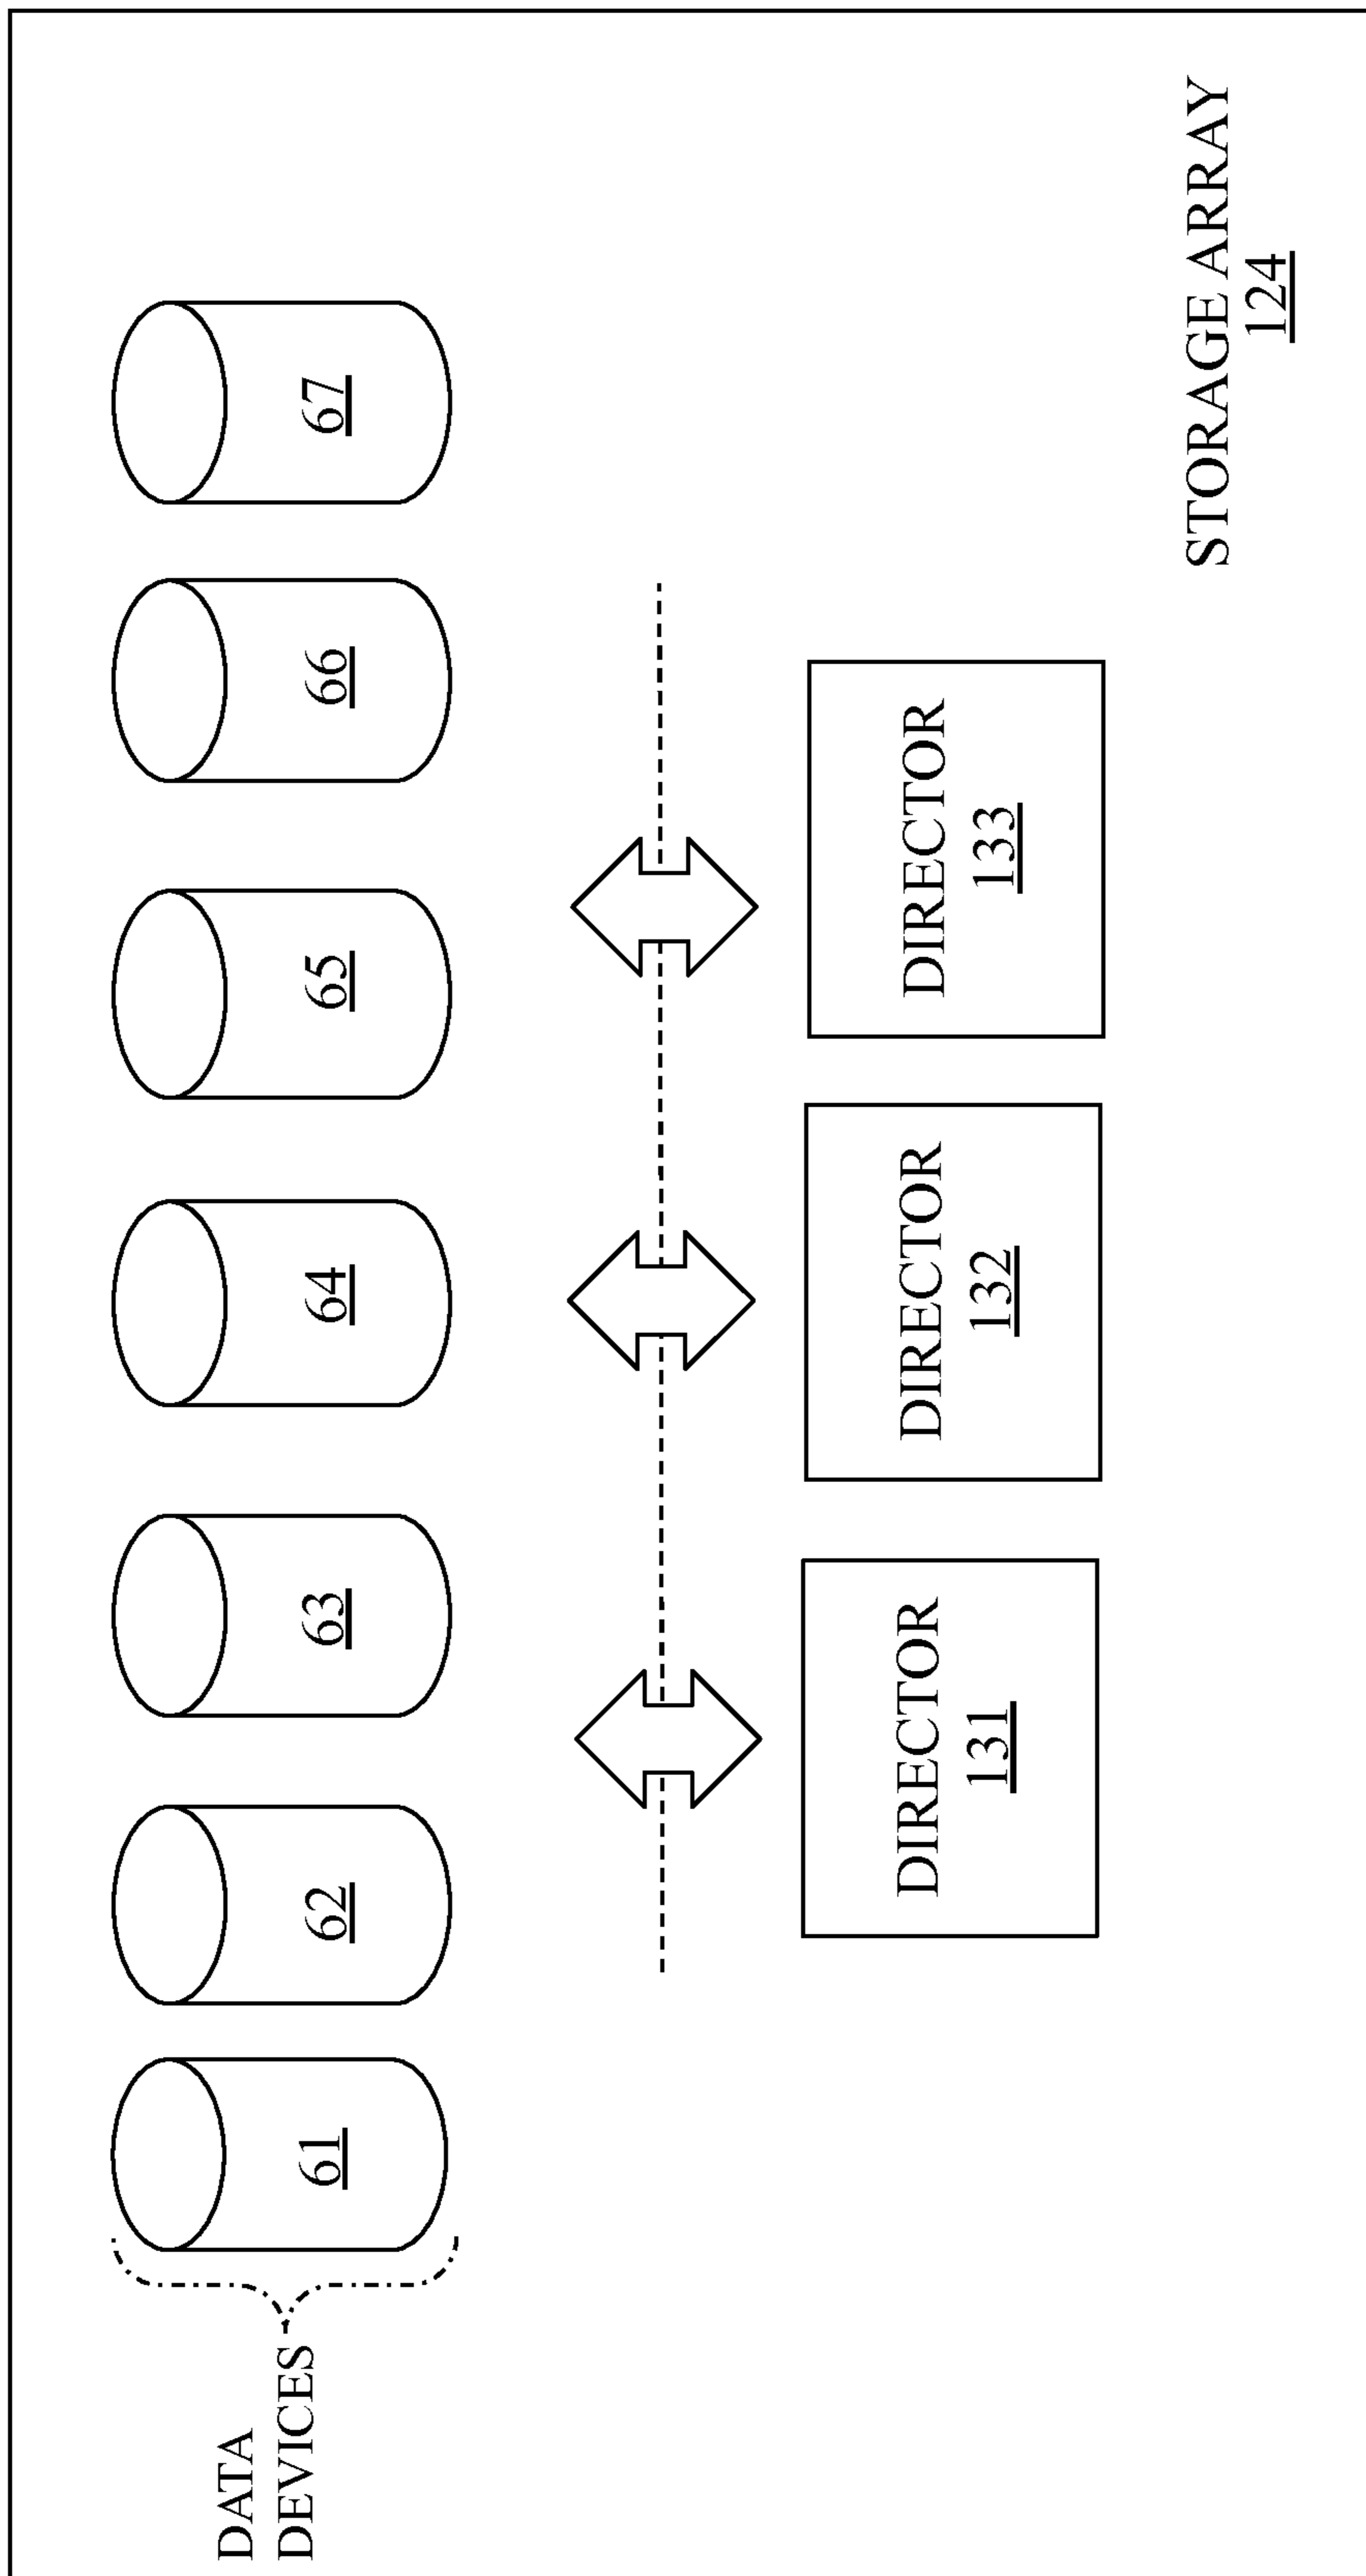 DATA
DEVICES
61
62
63
64
65
66
67
DIRECTOR
131
DIRECTOR
132
DIRECTOR
133
STORAGE ARRAY
124